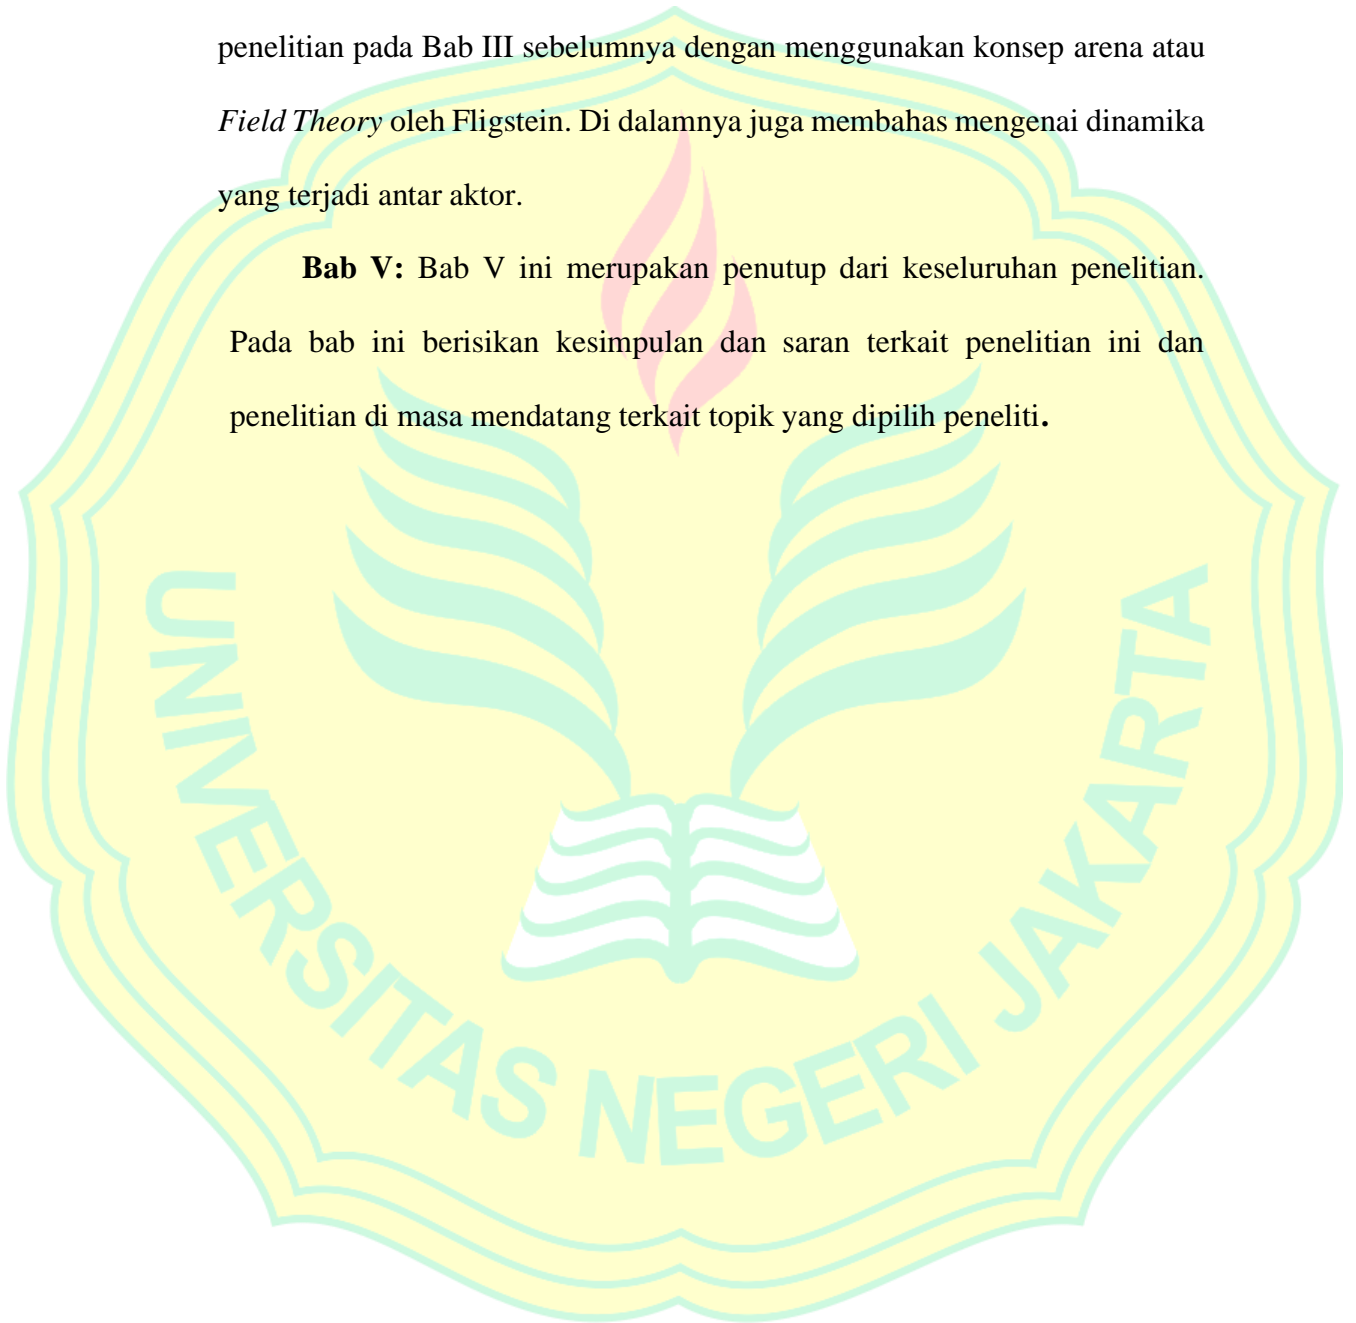 penelitian pada Bab III sebelumnya dengan menggunakan konsep arena atau
Field Theory oleh Fligstein. Di dalamnya juga membahas mengenai dinamika
yang terjadi antar aktor.
Bab V: Bab V ini merupakan penutup dari keseluruhan penelitian.
Pada bab ini berisikan kesimpulan dan saran terkait penelitian ini dan
penelitian di masa mendatang terkait topik yang dipilih peneliti.
UNIVERSITAS NEGERI JAKARTA